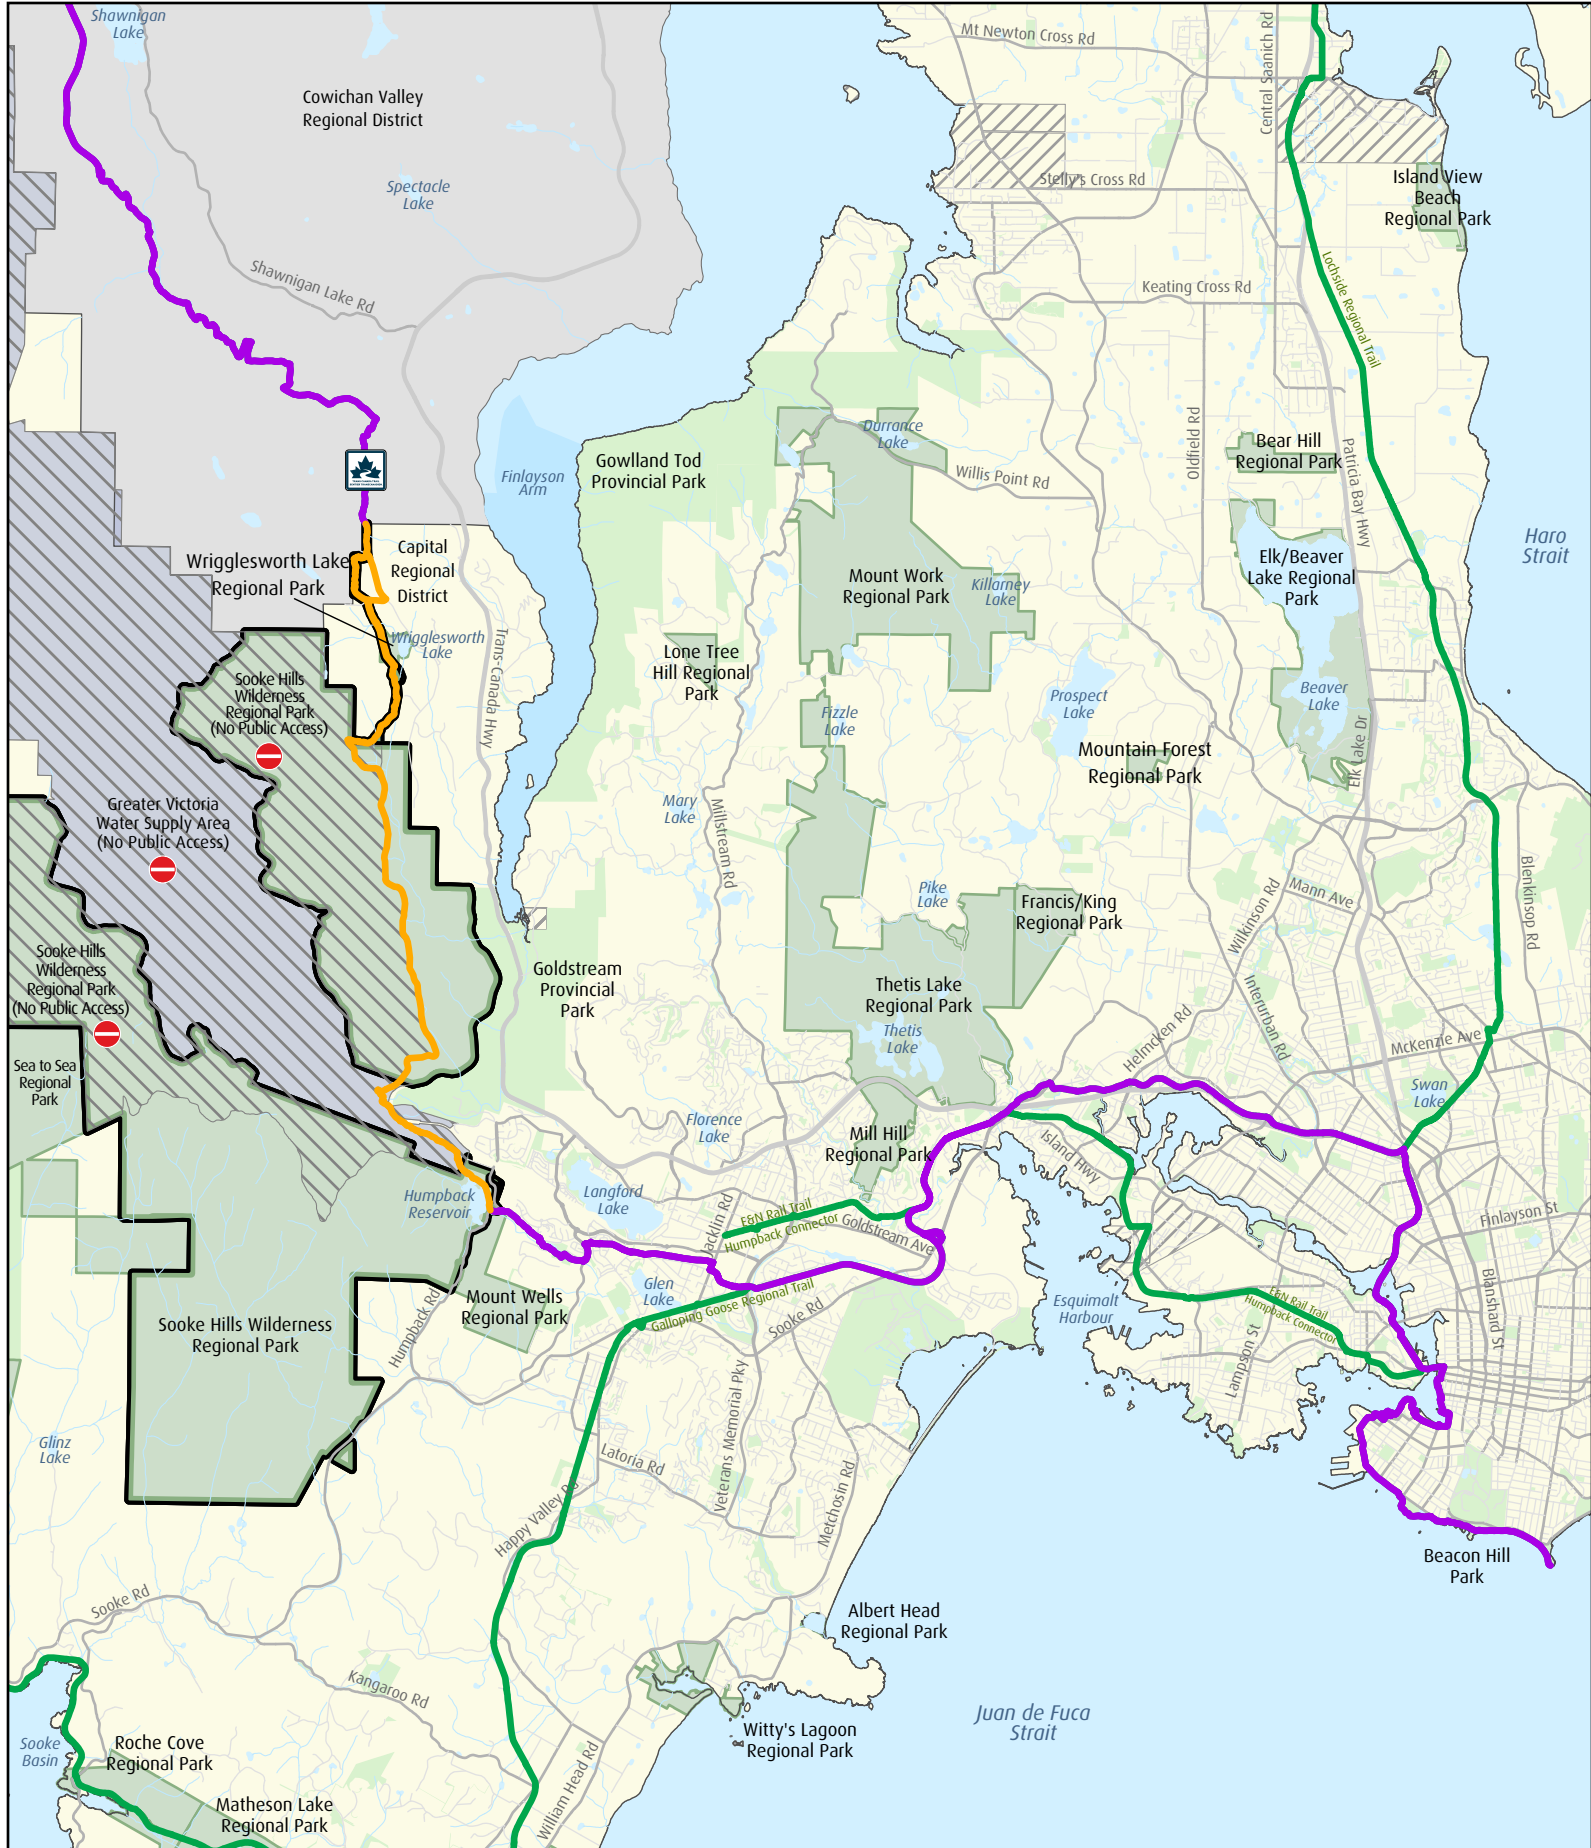 Shawnigan
Lake
Cowichan Valley
Regional District
Spectacle
Lake
Shawnigan Lake Rd
Mt Newton Cross Rd
Central Saanich Rd
Stelly's Cross Rd
Island View
Beach
Regional Park
Keating Cross Rd
Lochside Regional Trail
Finlayson
Arm
Gowlland Tod
Provincial Park
Durrance
Lake
Willis Point Rd
Oldfield Rd
Bear Hill
Regional Park
Patricia Bay Hwy
Haro
Strait
Wrigglesworth Lake
Regional Park
Capital
Regional
District
Mount Work
Regional Park
Killarney
Lake
Elk/Beaver
Lake Regional
Park
Wrigglesworth
Lake
Trans-Canada Hwy
Lone Tree
Hill Regional
Park
Fizzle
Lake
Prospect
Lake
Beaver
Lake
Sooke Hills
Wilderness
Regional Park
(No Public Access)
Mountain Forest
Regional Park
Elk Lake Dr
Greater Victoria
Water Supply Area
(No Public Access)
Mary
Lake
Millstream Rd
Pike
Lake
Francis/King
Regional Park
Mann Ave
Wilkinson Rd
Blenkinsop Rd
Sooke Hills
Wilderness
Regional Park
(No Public Access)
Goldstream
Provincial
Park
Thetis Lake
Regional Park
Thetis
Lake
Interurban Rd
Helmcken Rd
McKenzie Ave
Sea to Sea
Regional
Park
Swan
Lake
Florence
Lake
Mill Hill
Regional Park
Island Hwy
Humpback
Reservoir
Langford
Lake
Jacklin Rd
E&N Rail Trail
Humpback Connector
Goldstream Ave
Finlayson St
Mount Wells
Regional Park
Glen
Lake
Galloping Goose Regional Trail
Sooke Rd
Esquimalt
Harbour
E&N Rail Trail
Humpback Connector
Blanshard St
Sooke Hills Wilderness
Regional Park
Humpback Rd
Lampson St
Veterans Memorial Pky
Glinz
Lake
Latoria Rd
Metchosin Rd
Happy Valley Rd
Beacon Hill
Park
Sooke Rd
Albert Head
Regional Park
Kangaroo Rd
Juan de Fuca
Strait
Sooke
Basin
Roche Cove
Regional Park
Witty's Lagoon
Regional Park
William Head Rd
Matheson Lake
Regional Park